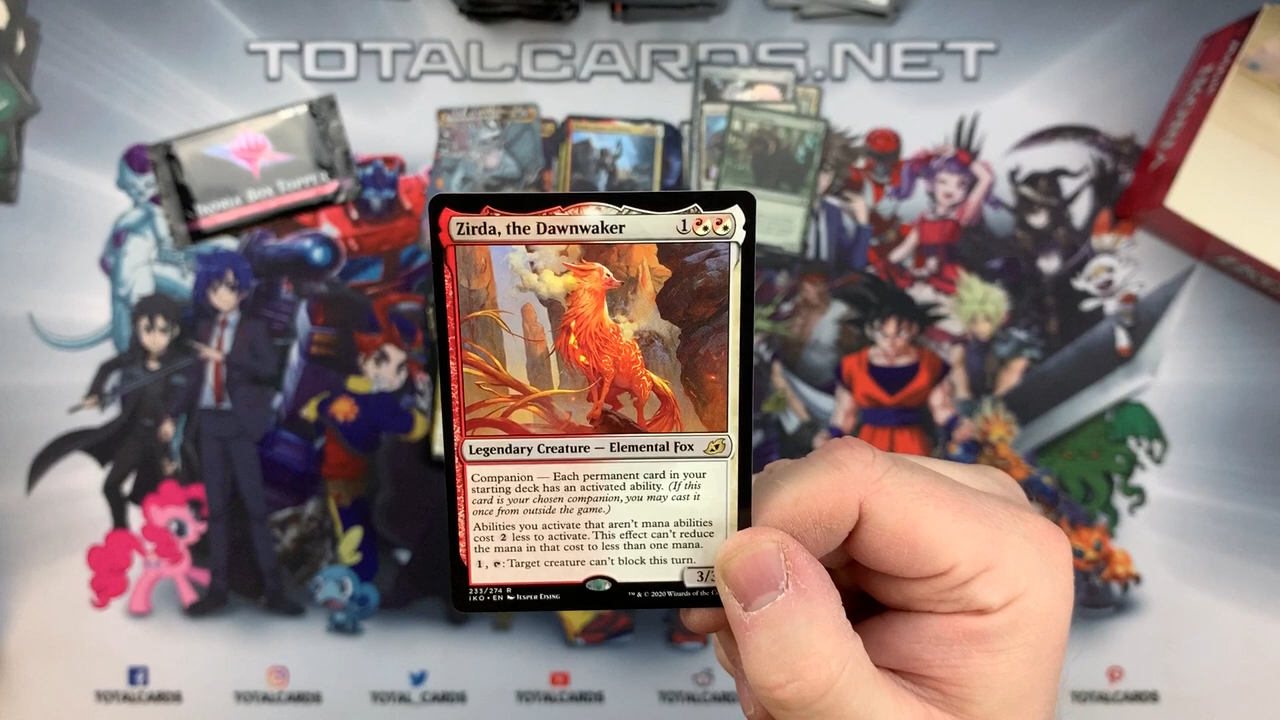 TOTALCARDS.NET
Zirda, the Dawnwaker 1
Legendary Creature — Elemental Fox
Companion — Each permanent card in your
starting deck has an activated ability. (If this
card is your chosen companion, you may cast it
once from outside the game.)
Abilities you activate that aren't mana abilities
cost 2 less to activate. This effect can't reduce
the mana in that cost to less than one mana.
1, : Target creature can't block this turn.
3/3
233/274 R
IKO • EN JESPER EJSING ™ & © 2020 Wizards of the
TOTALCARDS
TOTALCARDS
TOTAL_CARDS
TOTALCARDS
TOTALCARDS